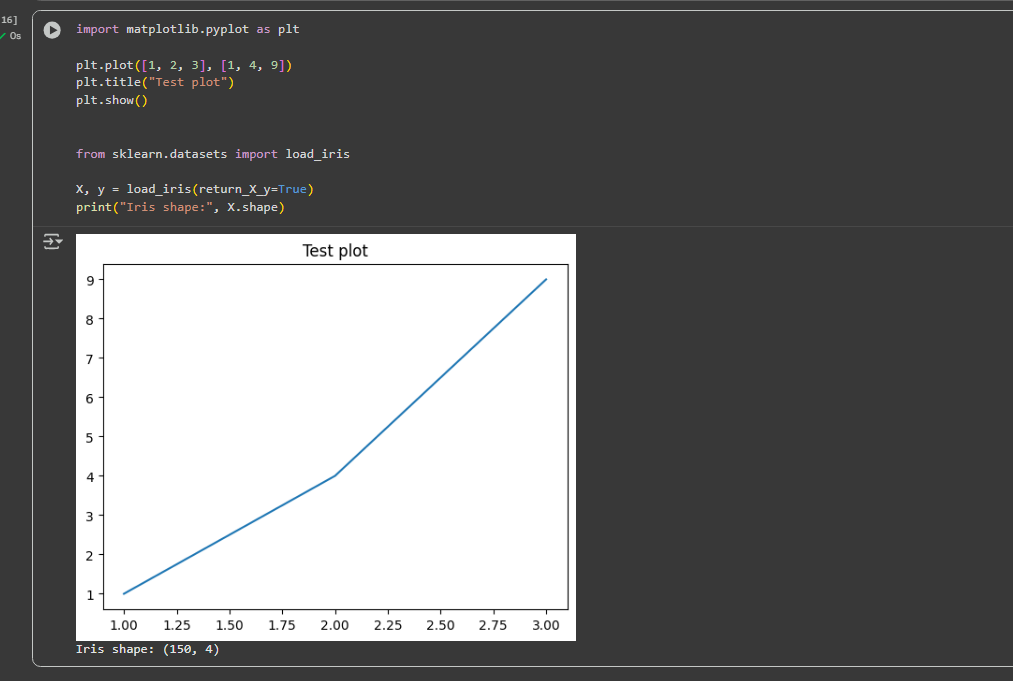 16]
0s
import matplotlib.pyplot as plt
plt.plot([1, 2, 3], [1, 4, 9])
plt.title("Test plot")
plt.show()
from sklearn.datasets import load_iris
X, y = load_iris(return_X_y=True)
print("Iris shape:", X.shape)
Test plot
9
8
7
6
5
4
3
2
1
1.00 1.25 1.50 1.75 2.00 2.25 2.50 2.75 3.00
Iris shape: (150, 4)